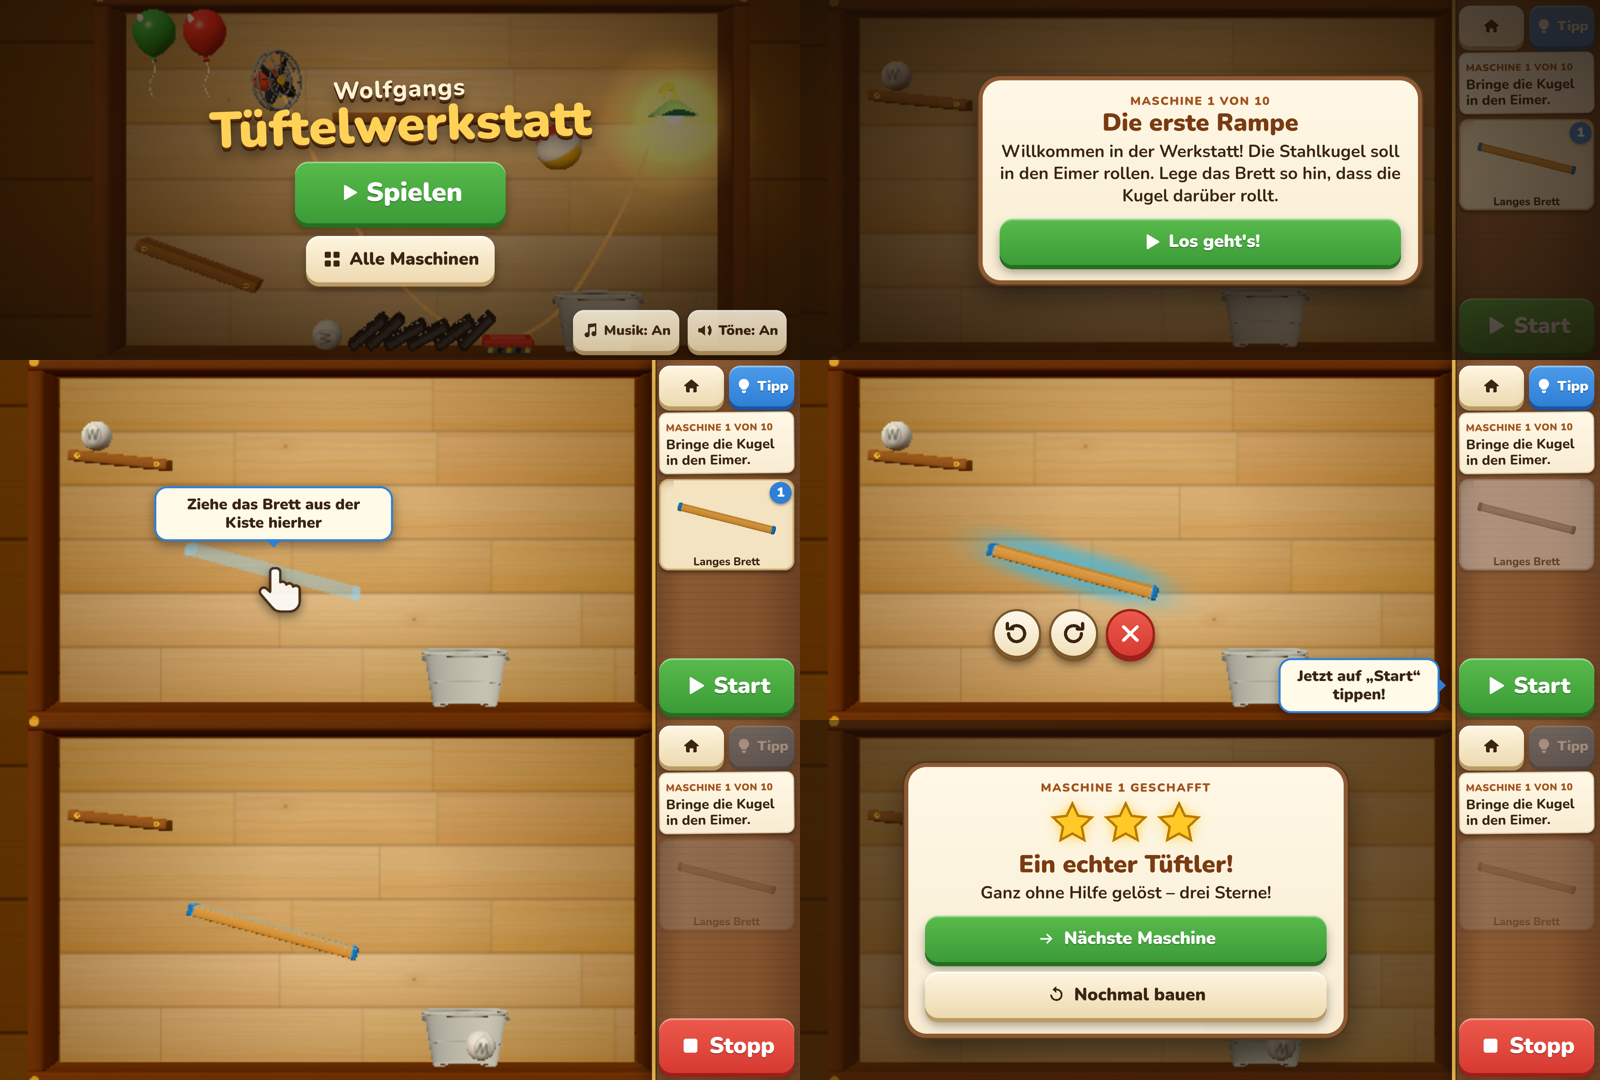 Wolfgangs
Tüftelwerkstatt
Spielen
Alle Maschinen
Musik: An
Töne: An
MASCHINE 1 VON 10
Die erste Rampe
Willkommen in der Werkstatt! Die Stahlkugel soll
in den Eimer rollen. Lege das Brett so hin, dass die
Kugel darüber rollt.
Los geht's!
Tipp
MASCHINE 1 VON 10
Bringe die Kugel
in den Eimer.
1
Langes Brett
Start
W
Ziehe das Brett aus der
Kiste hierher
Tipp
MASCHINE 1 VON 10
Bringe die Kugel
in den Eimer.
1
Langes Brett
Start
W
Jetzt auf „Start“
tippen!
Tipp
MASCHINE 1 VON 10
Bringe die Kugel
in den Eimer.
Langes Brett
Start
W
Tipp
MASCHINE 1 VON 10
Bringe die Kugel
in den Eimer.
Langes Brett
Stopp
MASCHINE 1 GESCHAFFT
Ein echter Tüftler!
Ganz ohne Hilfe gelöst – drei Sterne!
Nächste Maschine
Nochmal bauen
Tipp
MASCHINE 1 VON 10
Bringe die Kugel
in den Eimer.
Langes Brett
Stopp